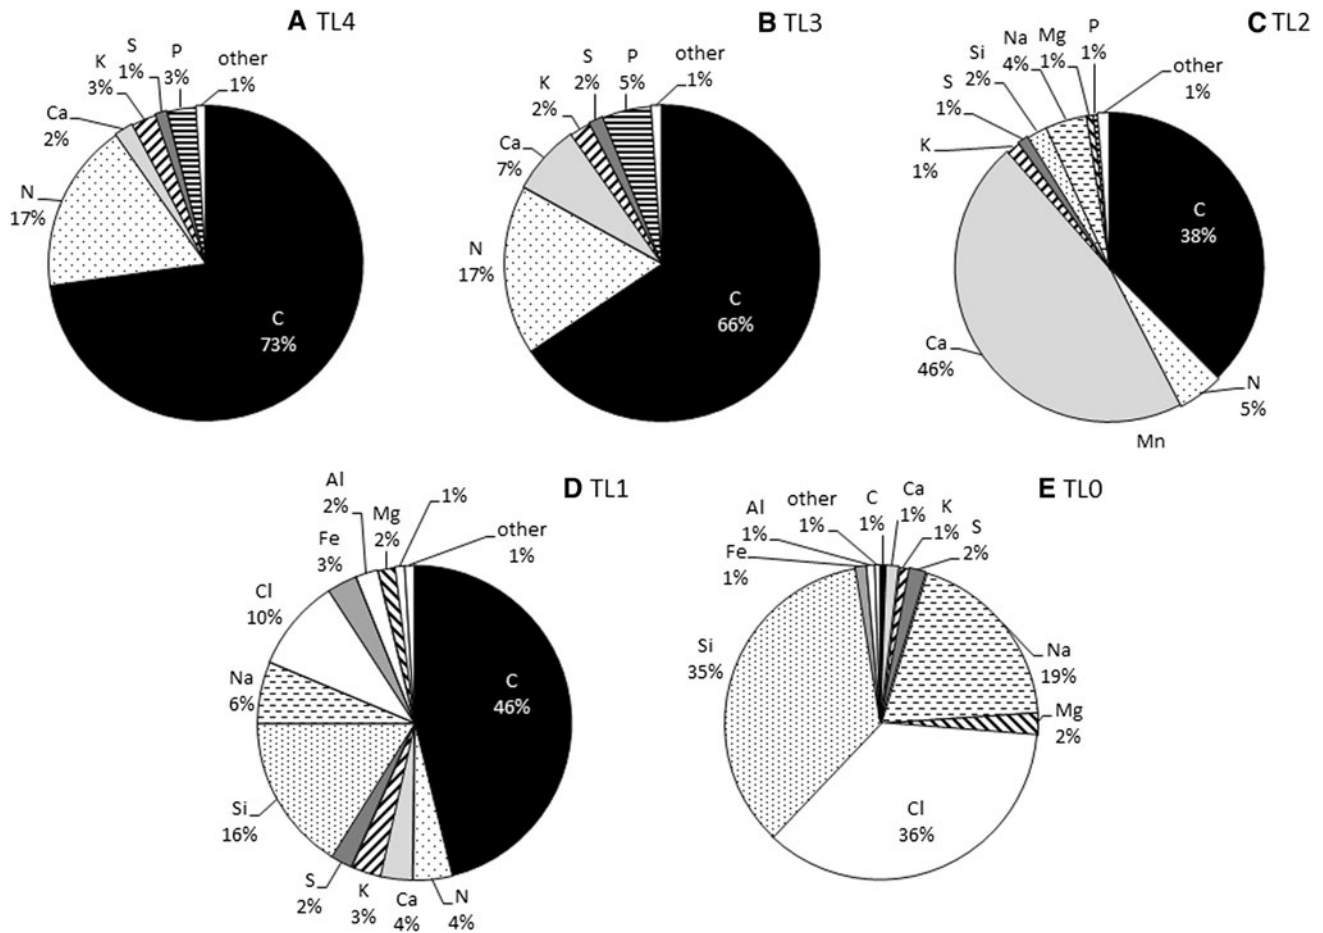 A TL4
S
1%
P
3%
K
3%
other
1%
Ca
2%
N
17%
C
73%
B TL3
S
2%
P
5%
other
1%
K
2%
Ca
7%
N
17%
C
66%
C TL2
P
1%
Mg
1%
Na
4%
Si
2%
S
1%
other
1%
K
1%
C
38%
Ca
46%
N
5%
Mn
D TL1
Al
2%
1%
Mg
2%
other
1%
Fe
3%
Cl
10%
C
46%
Na
6%
Si
16%
S
2%
K
3%
Ca
4%
N
4%
E TL0
Al
1%
other
1%
C
1%
Ca
1%
K
1%
S
2%
Fe
1%
Si
35%
Na
19%
Mg
2%
Cl
36%